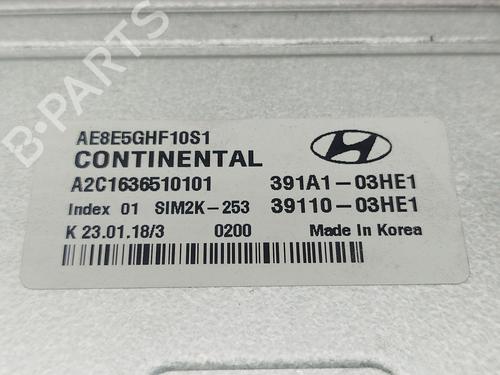 B-PARTS
AE8E5GHF10S1
CONTINENTAL
A2C1636510101 391A1-03HE1
Index 01 SIM2K-253 39110-03HE1
K 23.01.18/3 0200 Made in Korea